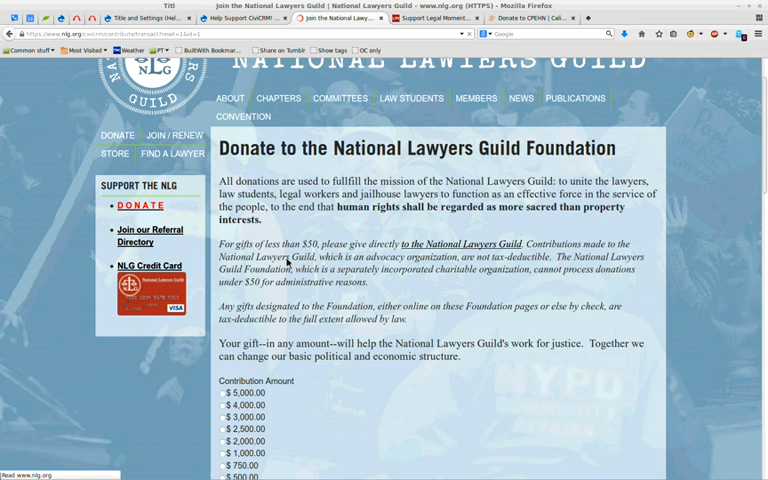 Titl
Join the National Lawyers Guild | National Lawyers Guild - www.nlg.org (HTTPS) - Mozilla Firefox
Title and Settings (Hel...
Help Support CiviCRM! ...
Join the National Lawy...
Support Legal Moment...
Donate to CPEHN | Cali...
https://www.nlg.org/civicrm/contribute/transact?reset=1&id=1
Google
Common stuff
Most Visited
Weather
PT
BuiltWith Bookmar...
Share on Tumblr
Show tags
OC only
NLG
GUILD
NATIONAL LAWYERS GUILD
ABOUT CHAPTERS COMMITTEES LAW STUDENTS MEMBERS NEWS PUBLICATIONS
CONVENTION
DONATE JOIN / RENEW
STORE FIND A LAWYER
SUPPORT THE NLG
DONATE
Join our Referral
Directory
NLG Credit Card
National Lawyers Guild
VISA
Donate to the National Lawyers Guild Foundation
All donations are used to fullfill the mission of the National Lawyers Guild: to unite the lawyers,
law students, legal workers and jailhouse lawyers to function as an effective force in the service of
the people, to the end that human rights shall be regarded as more sacred than property
interests.
For gifts of less than $50, please give directly to the National Lawyers Guild. Contributions made to the
National Lawyers Guild, which is an advocacy organization, are not tax-deductible. The National Lawyers
Guild Foundation, which is a separately incorporated charitable organization, cannot process donations
under $50 for administrative reasons.
Any gifts designated to the Foundation, either online on these Foundation pages or else by check, are
tax-deductible to the full extent allowed by law.
Your gift--in any amount--will help the National Lawyers Guild's work for justice. Together we
can change our basic political and economic structure.
NYPD
Contribution Amount
$ 5,000.00
$ 4,000.00
$ 3,000.00
$ 2,500.00
$ 2,000.00
$ 1,000.00
$ 750.00
$ 500.00
Read www.nlg.org